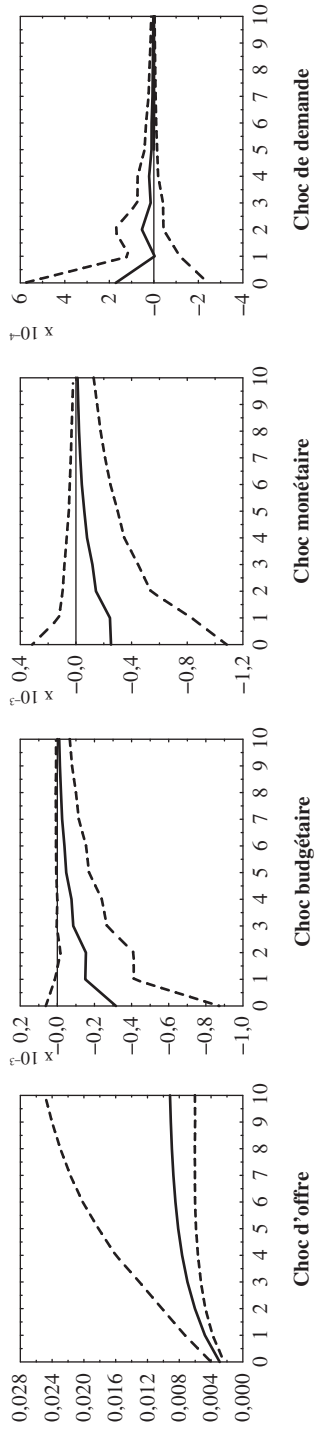 0,028
0,024
0,020
0,016
0,012
0,008
0,004
0,000
0 1 2 3 4 5 6 7 8 9 10
Choc d'offre
x 10⁻³
0,2
−0,0
−0,2
−0,4
−0,6
−0,8
−1,0
0 1 2 3 4 5 6 7 8 9 10
Choc budgétaire
x 10⁻³
0,4
−0,0
−0,4
−0,8
−1,2
0 1 2 3 4 5 6 7 8 9 10
Choc monétaire
x 10⁻⁴
6
4
2
−0
−2
−4
0 1 2 3 4 5 6 7 8 9 10
Choc de demande